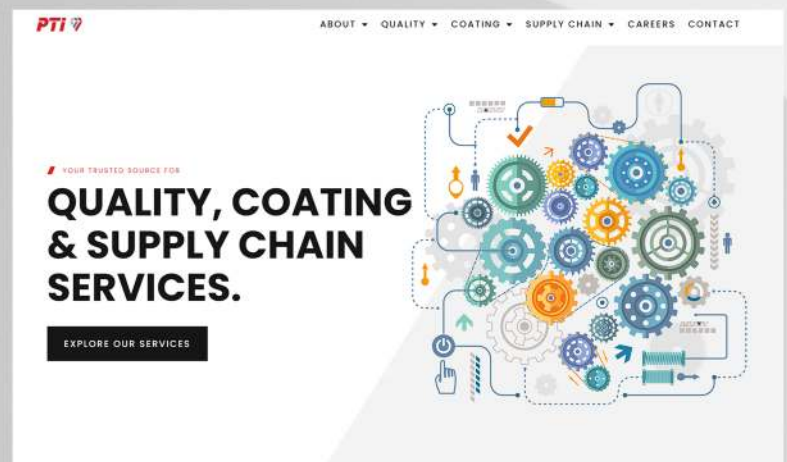 PTi
ABOUT QUALITY COATING SUPPLY CHAIN CAREERS CONTACT
YOUR TRUSTED SOURCE FOR
QUALITY, COATING
& SUPPLY CHAIN
SERVICES.
EXPLORE OUR SERVICES